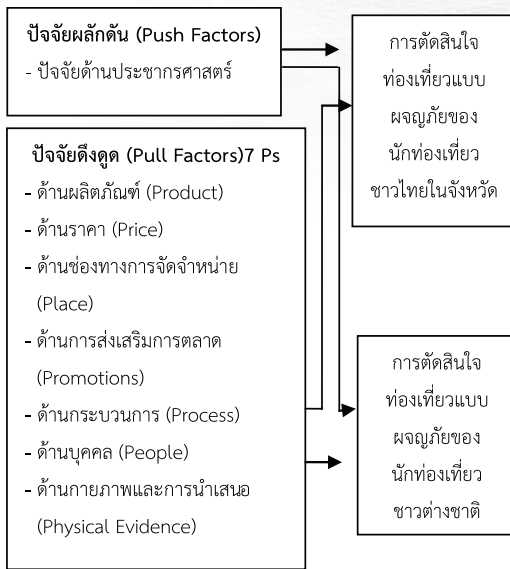 ปัจจัยผลักดัน (Push Factors)
- ปัจจัยด้านประชากรศาสตร์
ปัจจัยดึงดูด (Pull Factors)7 Ps
- ด้านผลิตภัณฑ์ (Product)
- ด้านราคา (Price)
- ด้านช่องทางการจัดจำหน่าย
(Place)
- ด้านการส่งเสริมการตลาด
(Promotions)
- ด้านกระบวนการ (Process)
- ด้านบุคคล (People)
- ด้านกายภาพและการนำเสนอ
(Physical Evidence)
การตัดสินใจ
ท่องเที่ยวแบบ
ผจญภัยของ
นักท่องเที่ยว
ชาวไทยในจังหวัด
การตัดสินใจ
ท่องเที่ยวแบบ
ผจญภัยของ
นักท่องเที่ยว
ชาวต่างชาติ